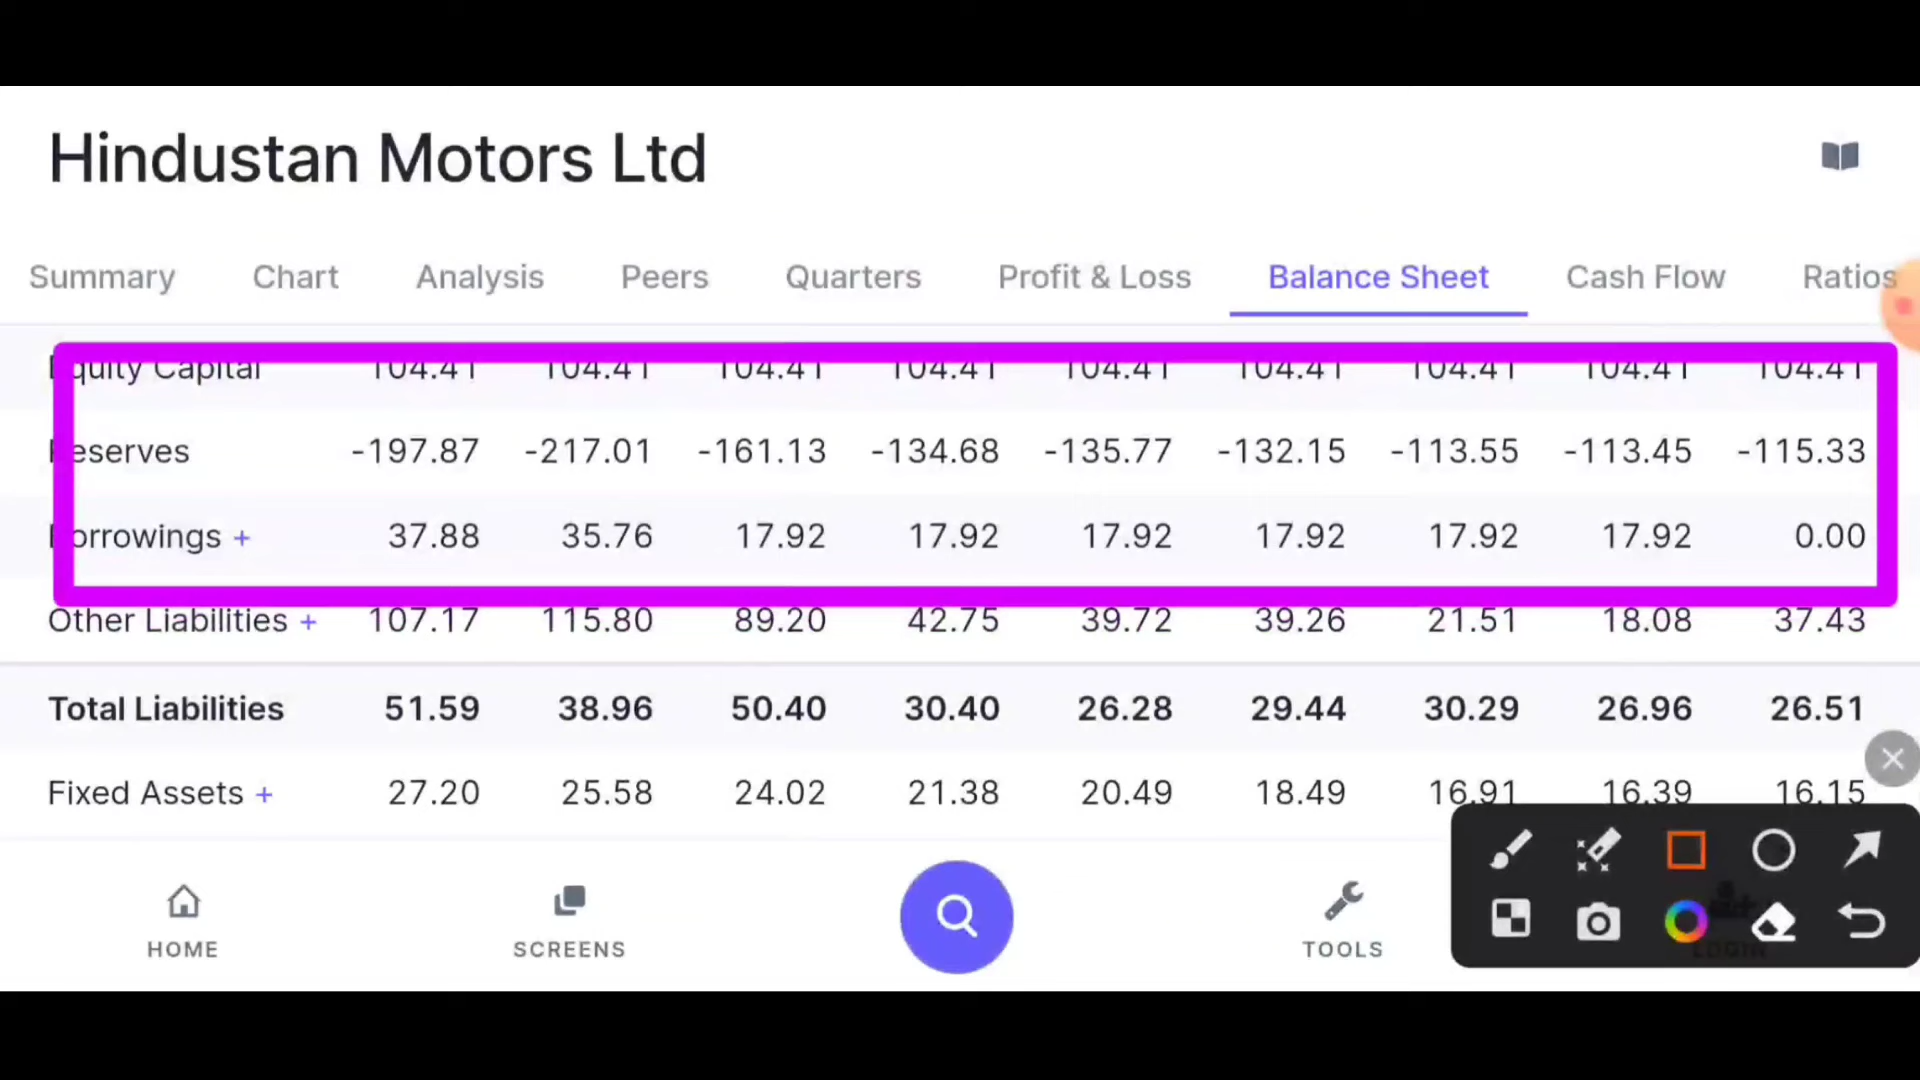 Hindustan Motors Ltd
Summary Chart Analysis Peers Quarters Profit & Loss Balance Sheet Cash Flow Ratios
Equity Capital 104.41 104.41 104.41 104.41 104.41 104.41 104.41 104.41 104.41
Reserves -197.87 -217.01 -161.13 -134.68 -135.77 -132.15 -113.55 -113.45 -115.33
Borrowings + 37.88 35.76 17.92 17.92 17.92 17.92 17.92 17.92 0.00
Other Liabilities + 107.17 115.80 89.20 42.75 39.72 39.26 21.51 18.08 37.43
Total Liabilities 51.59 38.96 50.40 30.40 26.28 29.44 30.29 26.96 26.51
Fixed Assets + 27.20 25.58 24.02 21.38 20.49 18.49 16.91 16.39 16.15
HOME SCREENS TOOLS LOGIN